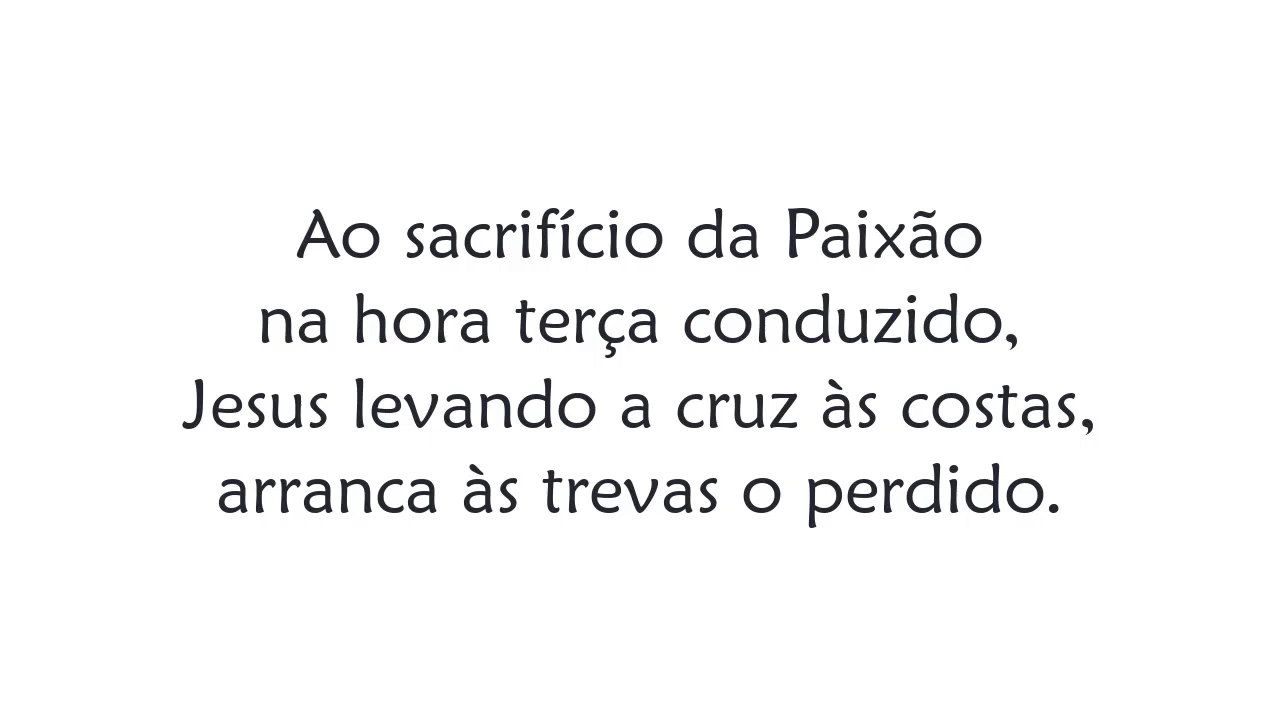 Ao sacrifício da Paixão
na hora terça conduzido,
Jesus levando a cruz às costas,
arranca às trevas o perdido.